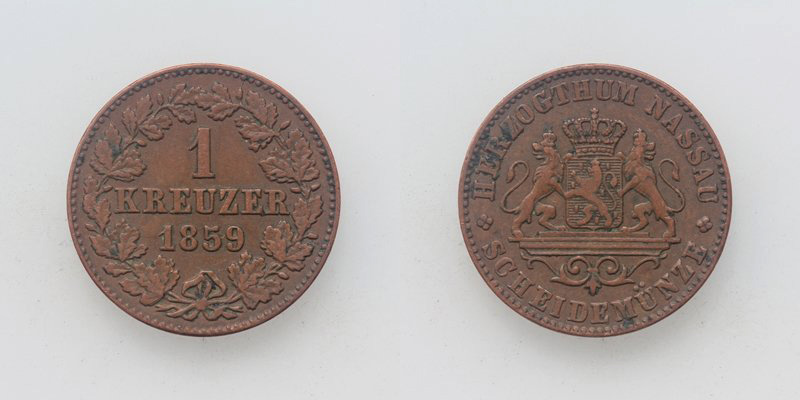 1
KREUZER
1859
HERZOGTHUM NASSAU
SCHEIDEMÜNZE